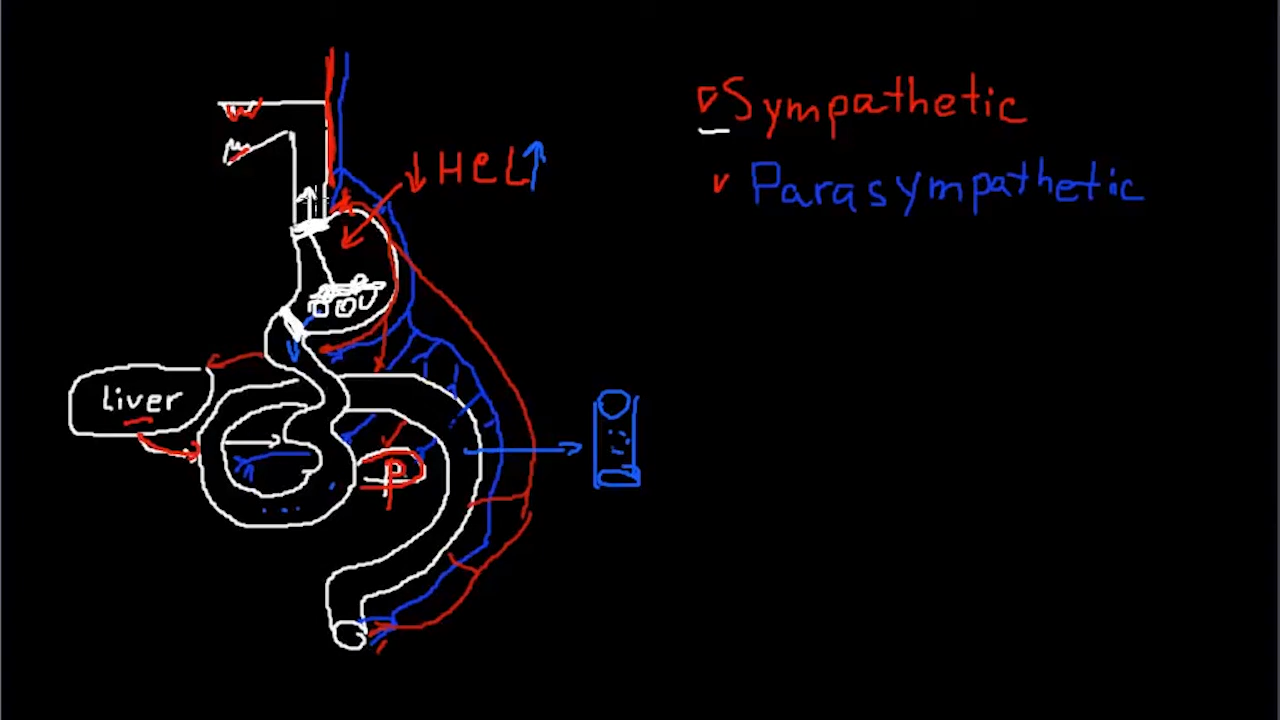 Sympathetic
↓ HCL ↑
Parasympathetic
Liver
P